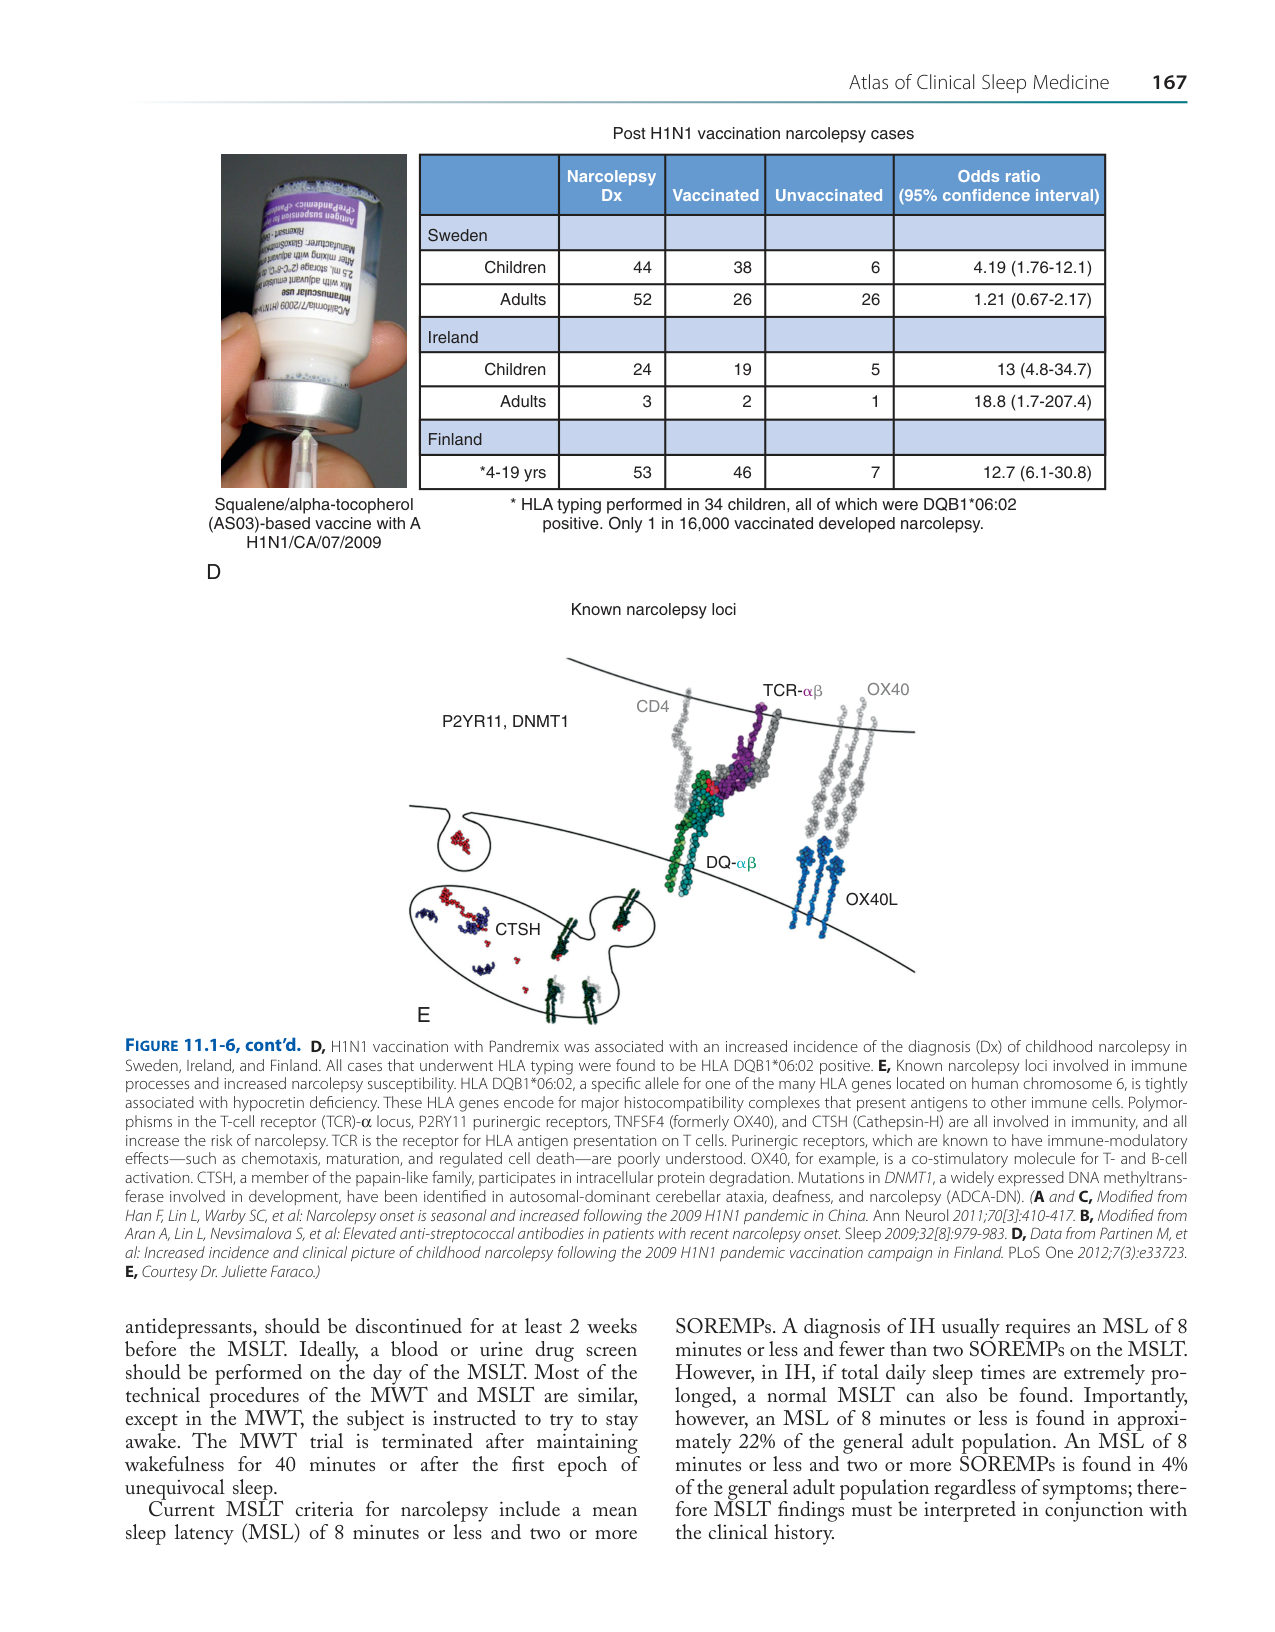 Atlas of Clinical Sleep Medicine 167
Post H1N1 vaccination narcolepsy cases
Narcolepsy Dx Vaccinated Unvaccinated Odds ratio (95% confidence interval)
Sweden
Children 44 38 6 4.19 (1.76-12.1)
Adults 52 26 26 1.21 (0.67-2.17)
Ireland
Children 24 19 5 13 (4.8-34.7)
Adults 3 2 1 18.8 (1.7-207.4)
Finland
*4-19 yrs 53 46 7 12.7 (6.1-30.8)
Antigen suspension for
Manufacturer: GlaxoSmith
After mixing with adjuvant
Mix with adjuvant emulsion
Intramuscular use
A/California/7/2009 (H1N1)
Squalene/alpha-tocopherol
(AS03)-based vaccine with A
H1N1/CA/07/2009
* HLA typing performed in 34 children, all of which were DQB1*06:02
positive. Only 1 in 16,000 vaccinated developed narcolepsy.
D
Known narcolepsy loci
TCR-αβ
OX40
CD4
P2YR11, DNMT1
DQ-αβ
OX40L
CTSH
E
FIGURE 11.1-6, cont'd. D, H1N1 vaccination with Pandremix was associated with an increased incidence of the diagnosis (Dx) of childhood narcolepsy in
Sweden, Ireland, and Finland. All cases that underwent HLA typing were found to be HLA DQB1*06:02 positive. E, Known narcolepsy loci involved in immune
processes and increased narcolepsy susceptibility. HLA DQB1*06:02, a specific allele for one of the many HLA genes located on human chromosome 6, is tightly
associated with hypocretin deficiency. These HLA genes encode for major histocompatibility complexes that present antigens to other immune cells. Polymor-
phisms in the T-cell receptor (TCR)-α locus, P2RY11 purinergic receptors, TNFSF4 (formerly OX40), and CTSH (Cathepsin-H) are all involved in immunity, and all
increase the risk of narcolepsy. TCR is the receptor for HLA antigen presentation on T cells. Purinergic receptors, which are known to have immune-modulatory
effects—such as chemotaxis, maturation, and regulated cell death—are poorly understood. OX40, for example, is a co-stimulatory molecule for T- and B-cell
activation. CTSH, a member of the papain-like family, participates in intracellular protein degradation. Mutations in DNMT1, a widely expressed DNA methyltrans-
ferase involved in development, have been identified in autosomal-dominant cerebellar ataxia, deafness, and narcolepsy (ADCA-DN). (A and C, Modified from
Han F, Lin L, Warby SC, et al: Narcolepsy onset is seasonal and increased following the 2009 H1N1 pandemic in China. Ann Neurol 2011;70[3]:410-417. B, Modified from
Aran A, Lin L, Nevsimalova S, et al: Elevated anti-streptococcal antibodies in patients with recent narcolepsy onset. Sleep 2009;32[8]:979-983. D, Data from Partinen M, et
al: Increased incidence and clinical picture of childhood narcolepsy following the 2009 H1N1 pandemic vaccination campaign in Finland. PLoS One 2012;7(3):e33723.
E, Courtesy Dr. Juliette Faraco.)
antidepressants, should be discontinued for at least 2 weeks
before the MSLT. Ideally, a blood or urine drug screen
should be performed on the day of the MSLT. Most of the
technical procedures of the MWT and MSLT are similar,
except in the MWT, the subject is instructed to try to stay
awake. The MWT trial is terminated after maintaining
wakefulness for 40 minutes or after the first epoch of
unequivocal sleep.
Current MSLT criteria for narcolepsy include a mean
sleep latency (MSL) of 8 minutes or less and two or more
SOREMPs. A diagnosis of IH usually requires an MSL of 8
minutes or less and fewer than two SOREMPs on the MSLT.
However, in IH, if total daily sleep times are extremely pro-
longed, a normal MSLT can also be found. Importantly,
however, an MSL of 8 minutes or less is found in approxi-
mately 22% of the general adult population. An MSL of 8
minutes or less and two or more SOREMPs is found in 4%
of the general adult population regardless of symptoms; there-
fore MSLT findings must be interpreted in conjunction with
the clinical history.